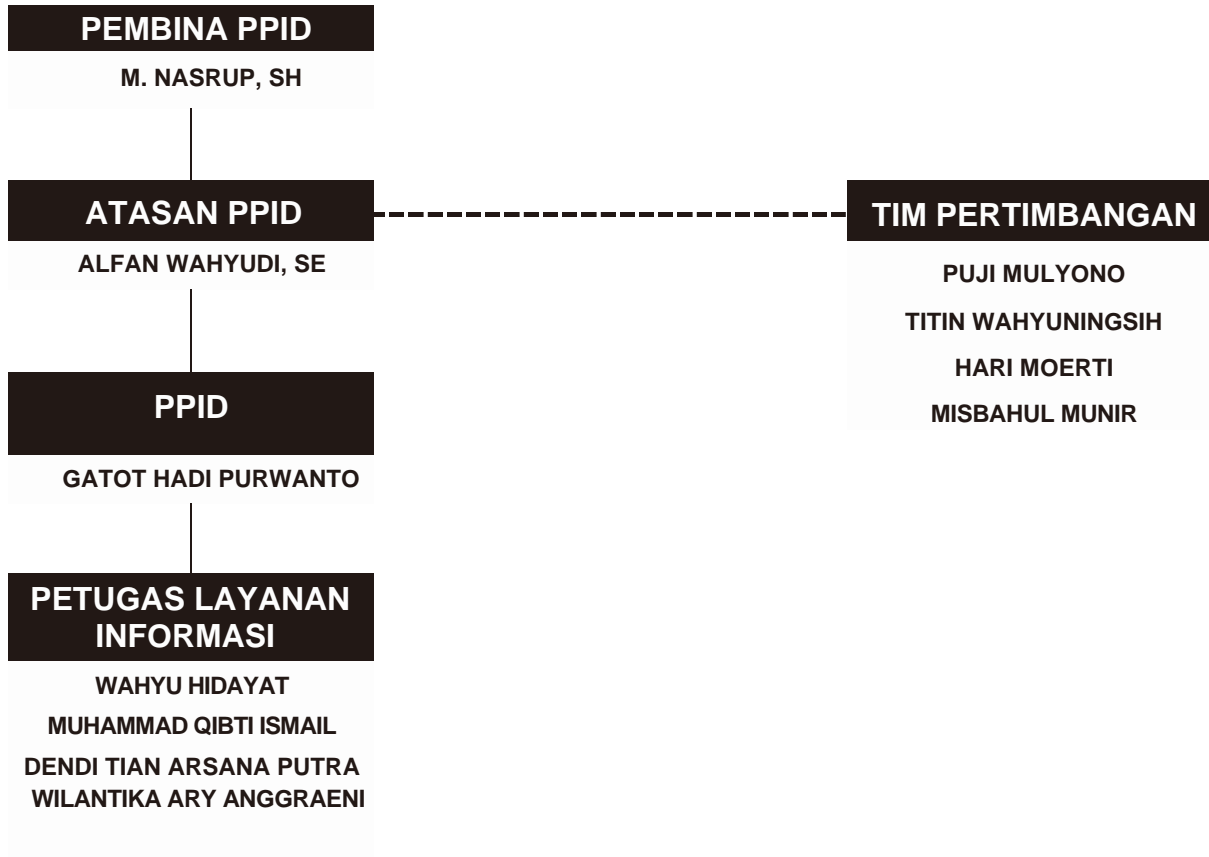 PEMBINA PPID
M. NASRUP, SH
ATASAN PPID
ALFAN WAHYUDI, SE
TIM PERTIMBANGAN
PUJI MULYONO
TITIN WAHYUNINGSIH
HARI MOERTI
MISBAHUL MUNIR
PPID
GATOT HADI PURWANTO
PETUGAS LAYANAN
INFORMASI
WAHYU HIDAYAT
MUHAMMAD QIBTI ISMAIL
DENDI TIAN ARSANA PUTRA
WILANTIKA ARY ANGGRAENI